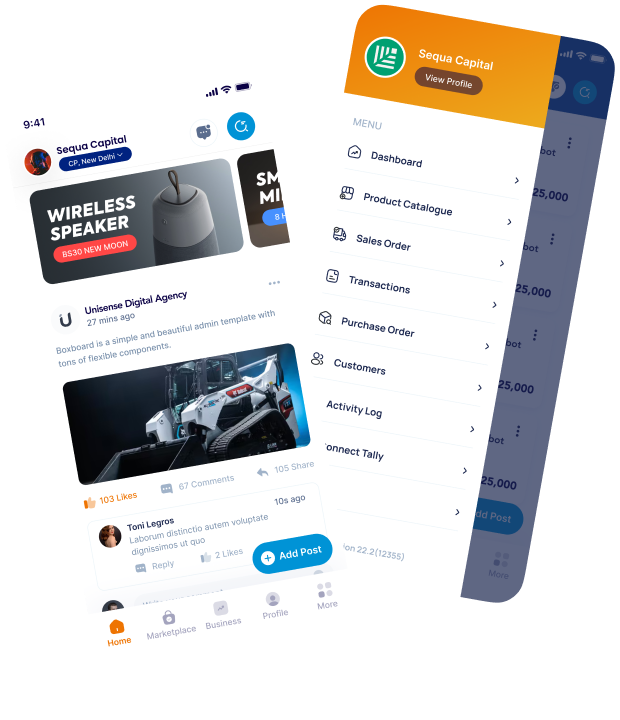 9:41
Sequa Capital
CP, New Delhi
WIRELESS
SPEAKER
BS30 NEW MOON
SM
MI
8 H
Unisense Digital Agency
27 mins ago
Boxboard is a simple and beautiful admin template with
tons of flexible components.
103 Likes
67 Comments
105 Share
Toni Legros
10s ago
Laborum distinctio autem voluptate
dignissimos ut quo
Reply
2 Likes
Add Post
Home
Marketplace
Business
Profile
More
Sequa Capital
View Profile
MENU
Dashboard
Product Catalogue
Sales Order
Transactions
Purchase Order
Customers
Activity Log
onnect Tally
ion 22.2(12355)
bot
25,000
bot
25,000
bot
25,000
bot
25,000
dd Post
More